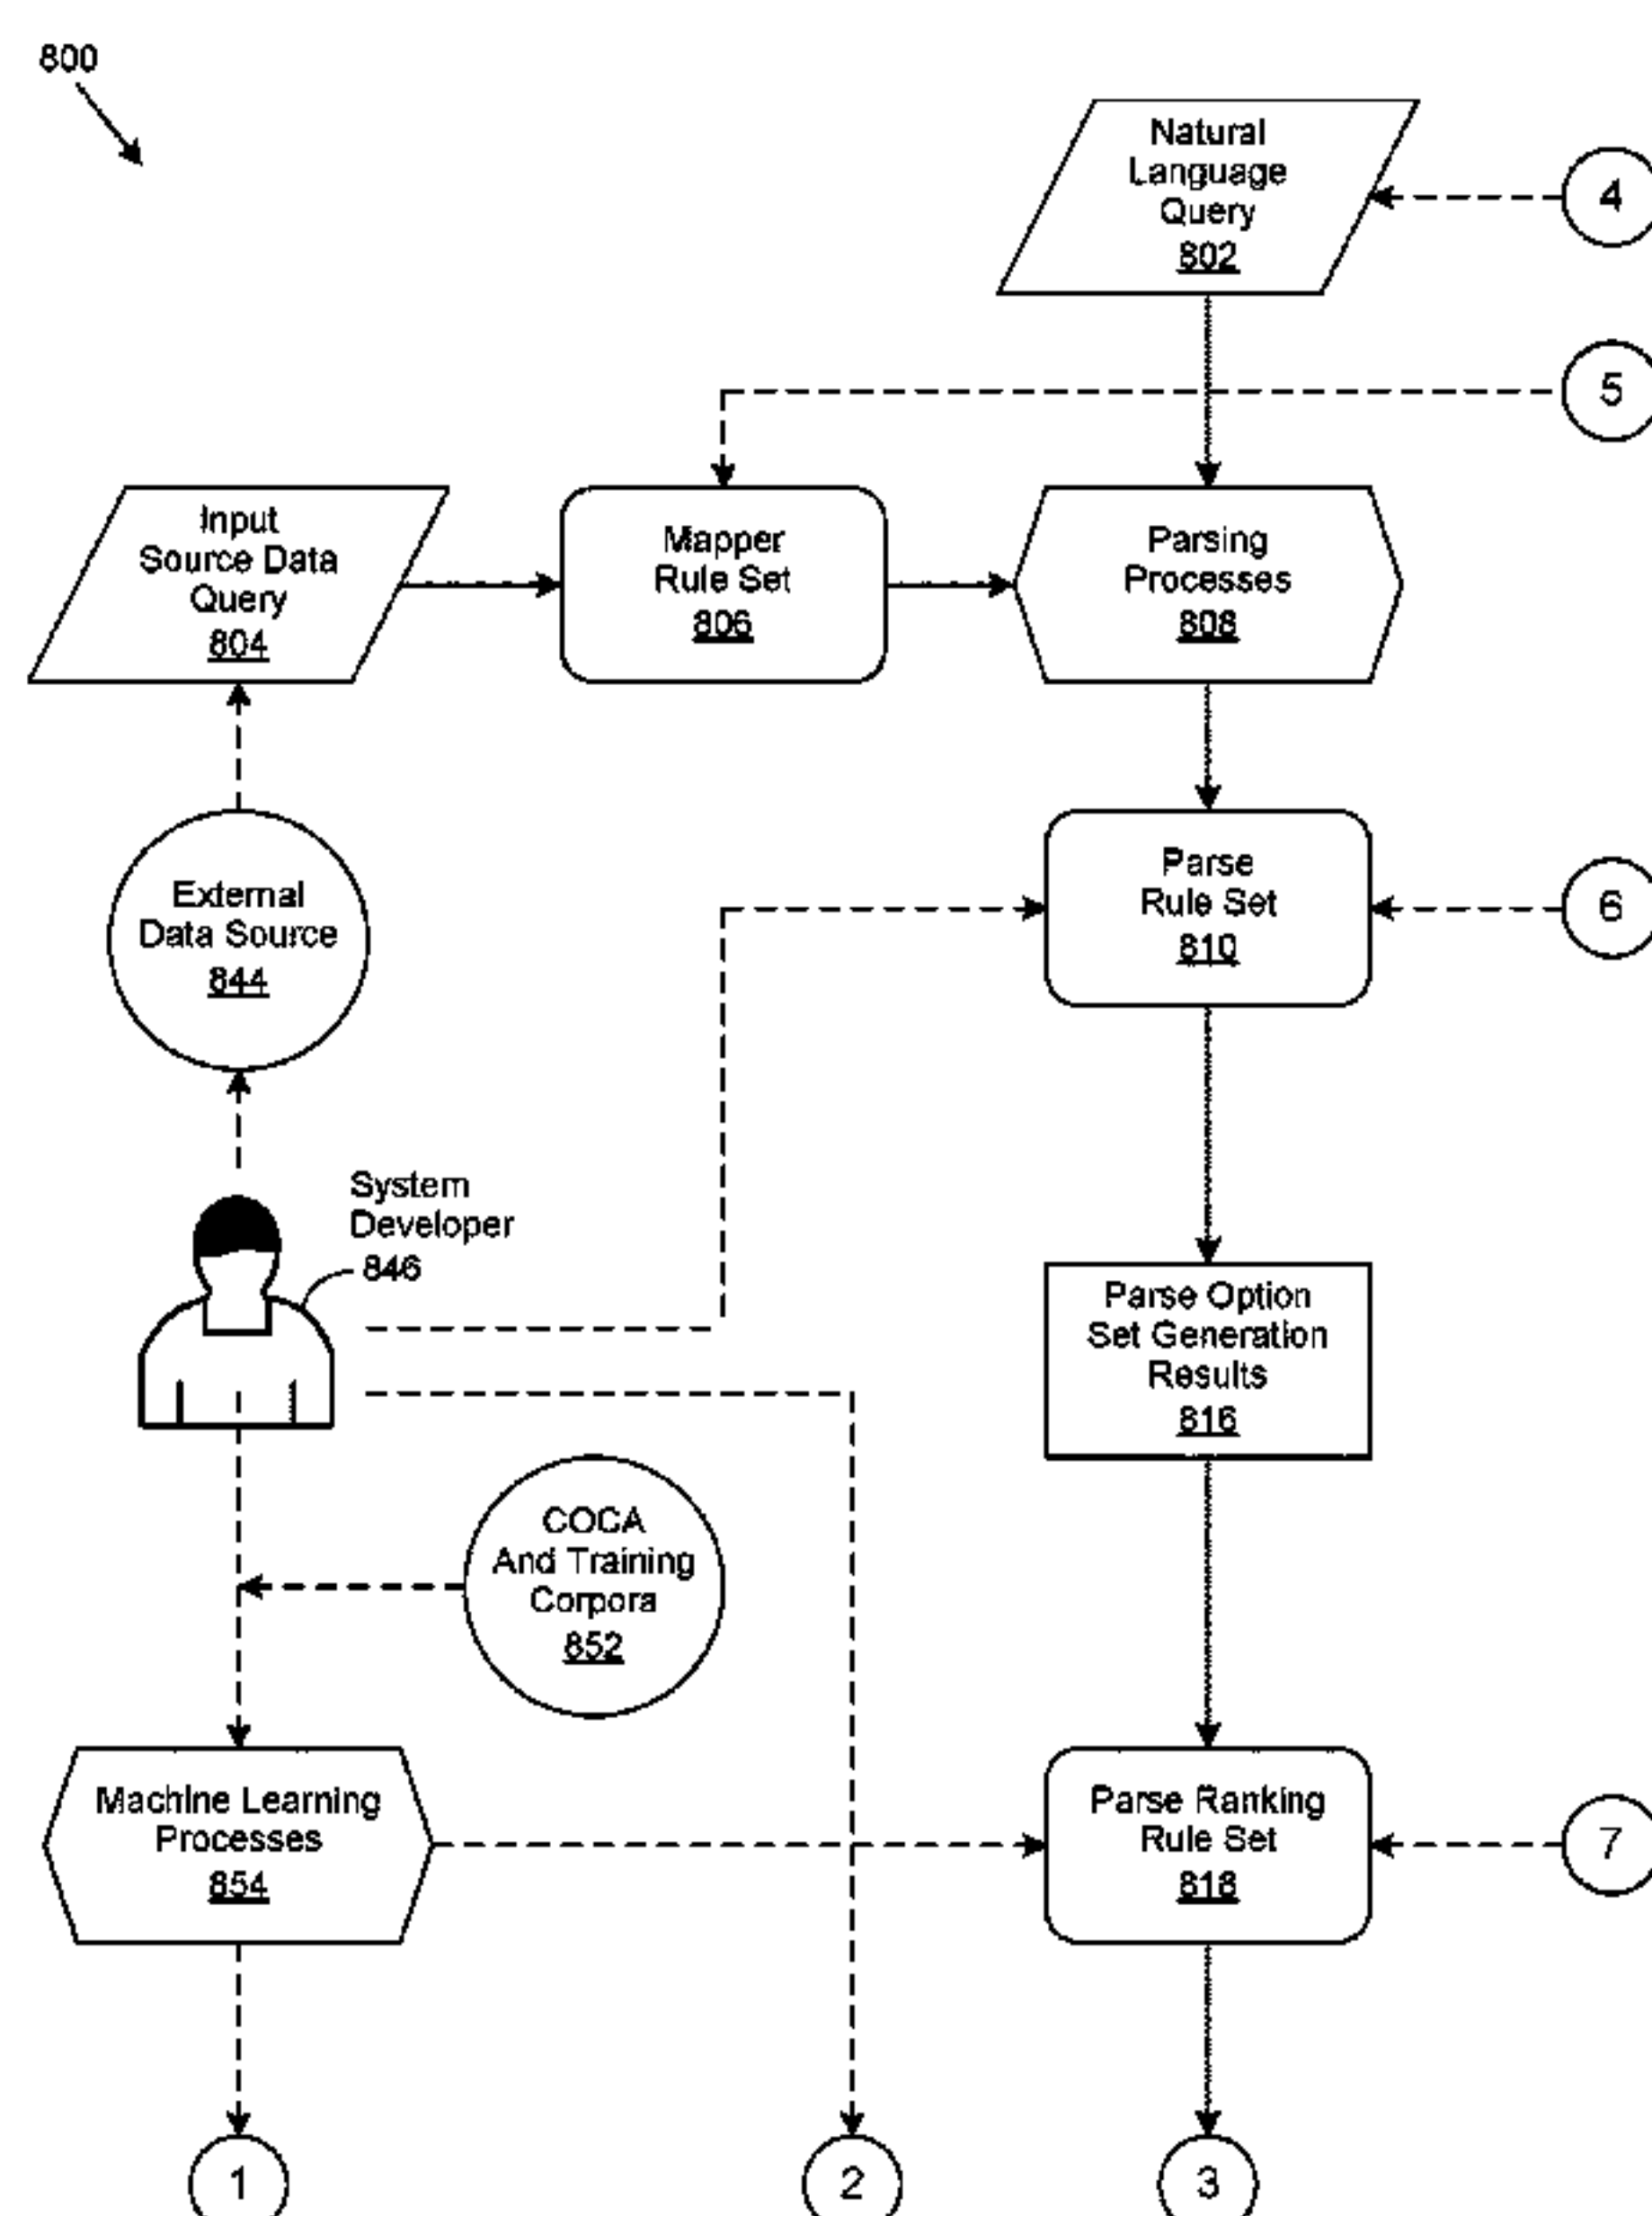 800
Natural
Language
Query
802
4
5
Input
Source Data
Query
804
Mapper
Rule Set
806
Parsing
Processes
808
External
Data Source
844
Parse
Rule Set
810
6
System
Developer
846
Parse Option
Set Generation
Results
816
COCA
And Training
Corpora
852
Machine Learning
Processes
854
Parse Ranking
Rule Set
818
7
1
2
3